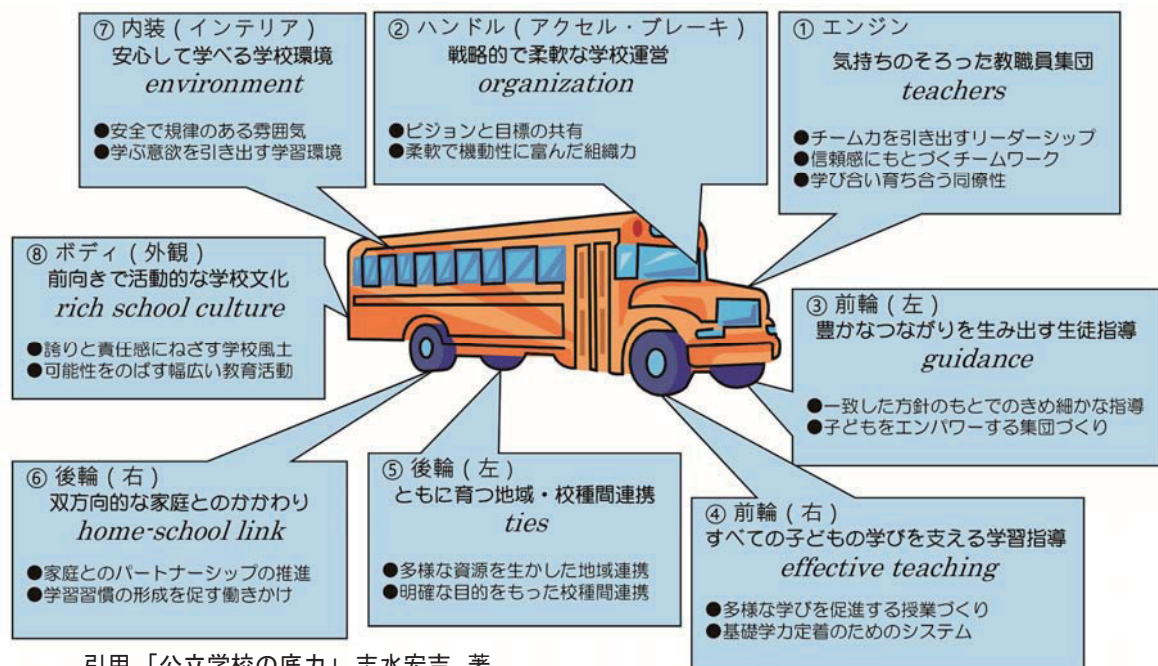 ① エンジン
気持ちのそろった教職員集団
teachers
●チーム力を引き出すリーダーシップ
●信頼感にもとづくチームワーク
●学び合い育ち合う同僚性
② ハンドル ( アクセル・ブレーキ )
戦略的で柔軟な学校運営
organization
●ビジョンと目標の共有
●柔軟で機動性に富んだ組織力
③ 前輪 ( 左 )
豊かなつながりを生み出す生徒指導
guidance
●一致した方針のもとでのきめ細かな指導
●子どもをエンパワーする集団づくり
④ 前輪 ( 右 )
すべての子どもの学びを支える学習指導
effective teaching
●多様な学びを促進する授業づくり
●基礎学力定着のためのシステム
⑤ 後輪 ( 左 )
ともに育つ地域・校種間連携
ties
●多様な資源を生かした地域連携
●明確な目的をもった校種間連携
⑥ 後輪 ( 右 )
双方向的な家庭とのかかわり
home-school link
●家庭とのパートナーシップの推進
●学習習慣の形成を促す働きかけ
⑦ 内装 ( インテリア )
安心して学べる学校環境
environment
●安全で規律のある雰囲気
●学ぶ意欲を引き出す学習環境
⑧ ボディ ( 外観 )
前向きで活動的な学校文化
rich school culture
●誇りと責任感にねざす学校風土
●可能性をのばす幅広い教育活動
引用 「公立学校の底力」 志水宏吉 著